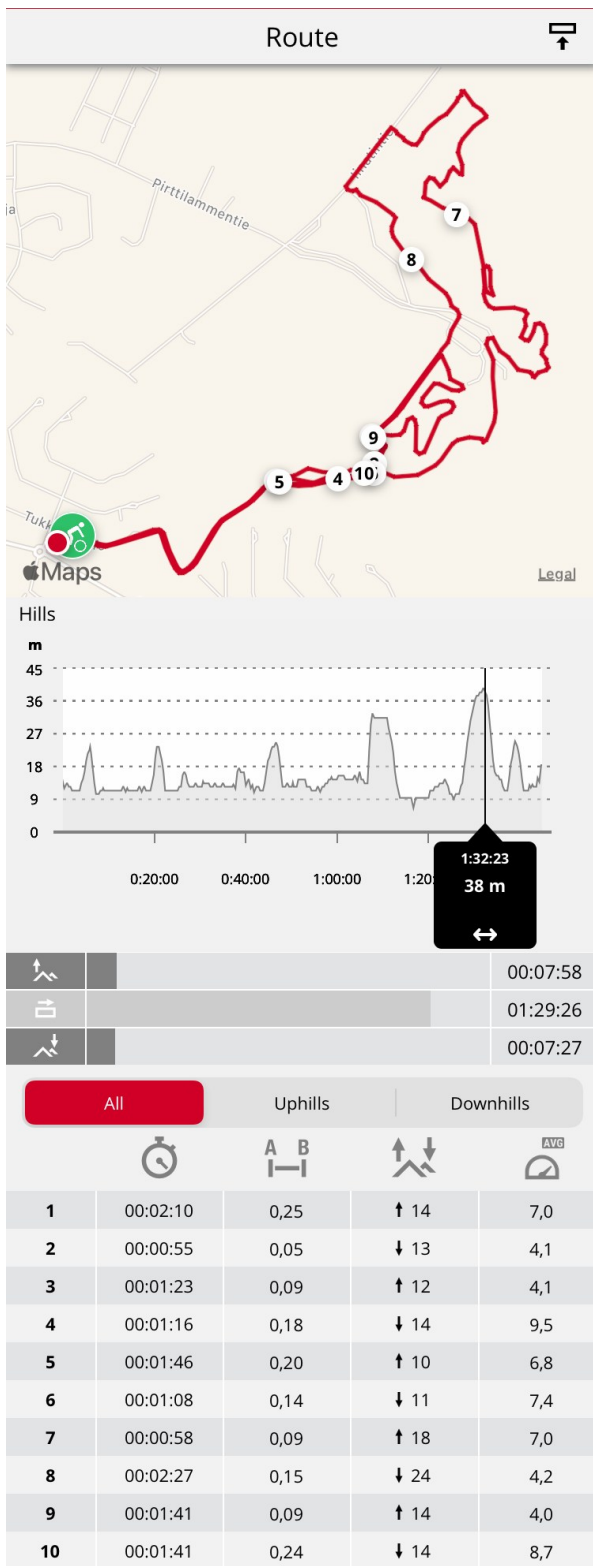 Route
Pirttilammentie
ja
7
8
9
10
4
5
Tukk
Maps
Legal
Hills
m
45
36
27
18
9
0
0:20:00 0:40:00 1:00:00 1:20:
1:32:23
38 m
00:07:58
01:29:26
00:07:27
All Uphills Downhills
A B AVG
1 00:02:10 0,25 14 7,0
2 00:00:55 0,05 13 4,1
3 00:01:23 0,09 12 4,1
4 00:01:16 0,18 14 9,5
5 00:01:46 0,20 10 6,8
6 00:01:08 0,14 11 7,4
7 00:00:58 0,09 18 7,0
8 00:02:27 0,15 24 4,2
9 00:01:41 0,09 14 4,0
10 00:01:41 0,24 14 8,7